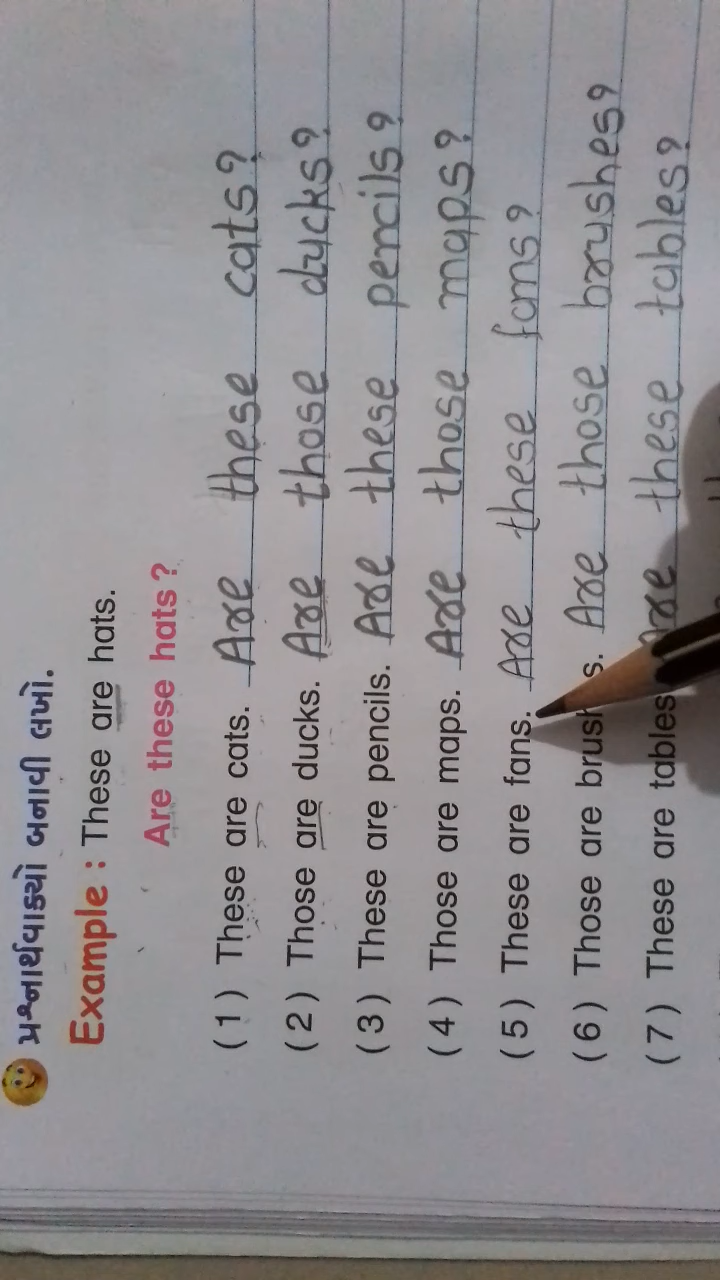 પ્રશ્નાર્થવાક્યો બનાવી લખો.
Example : These are hats.
Are these hats?
(1) These are cats. Are these cats?
(2) Those are ducks. Are those ducks?
(3) These are pencils. Are these pencils?
(4) Those are maps. Are those maps?
(5) These are fans. Are these fans?
(6) Those are brushes. Are those brushes?
(7) These are tables Are these tables?